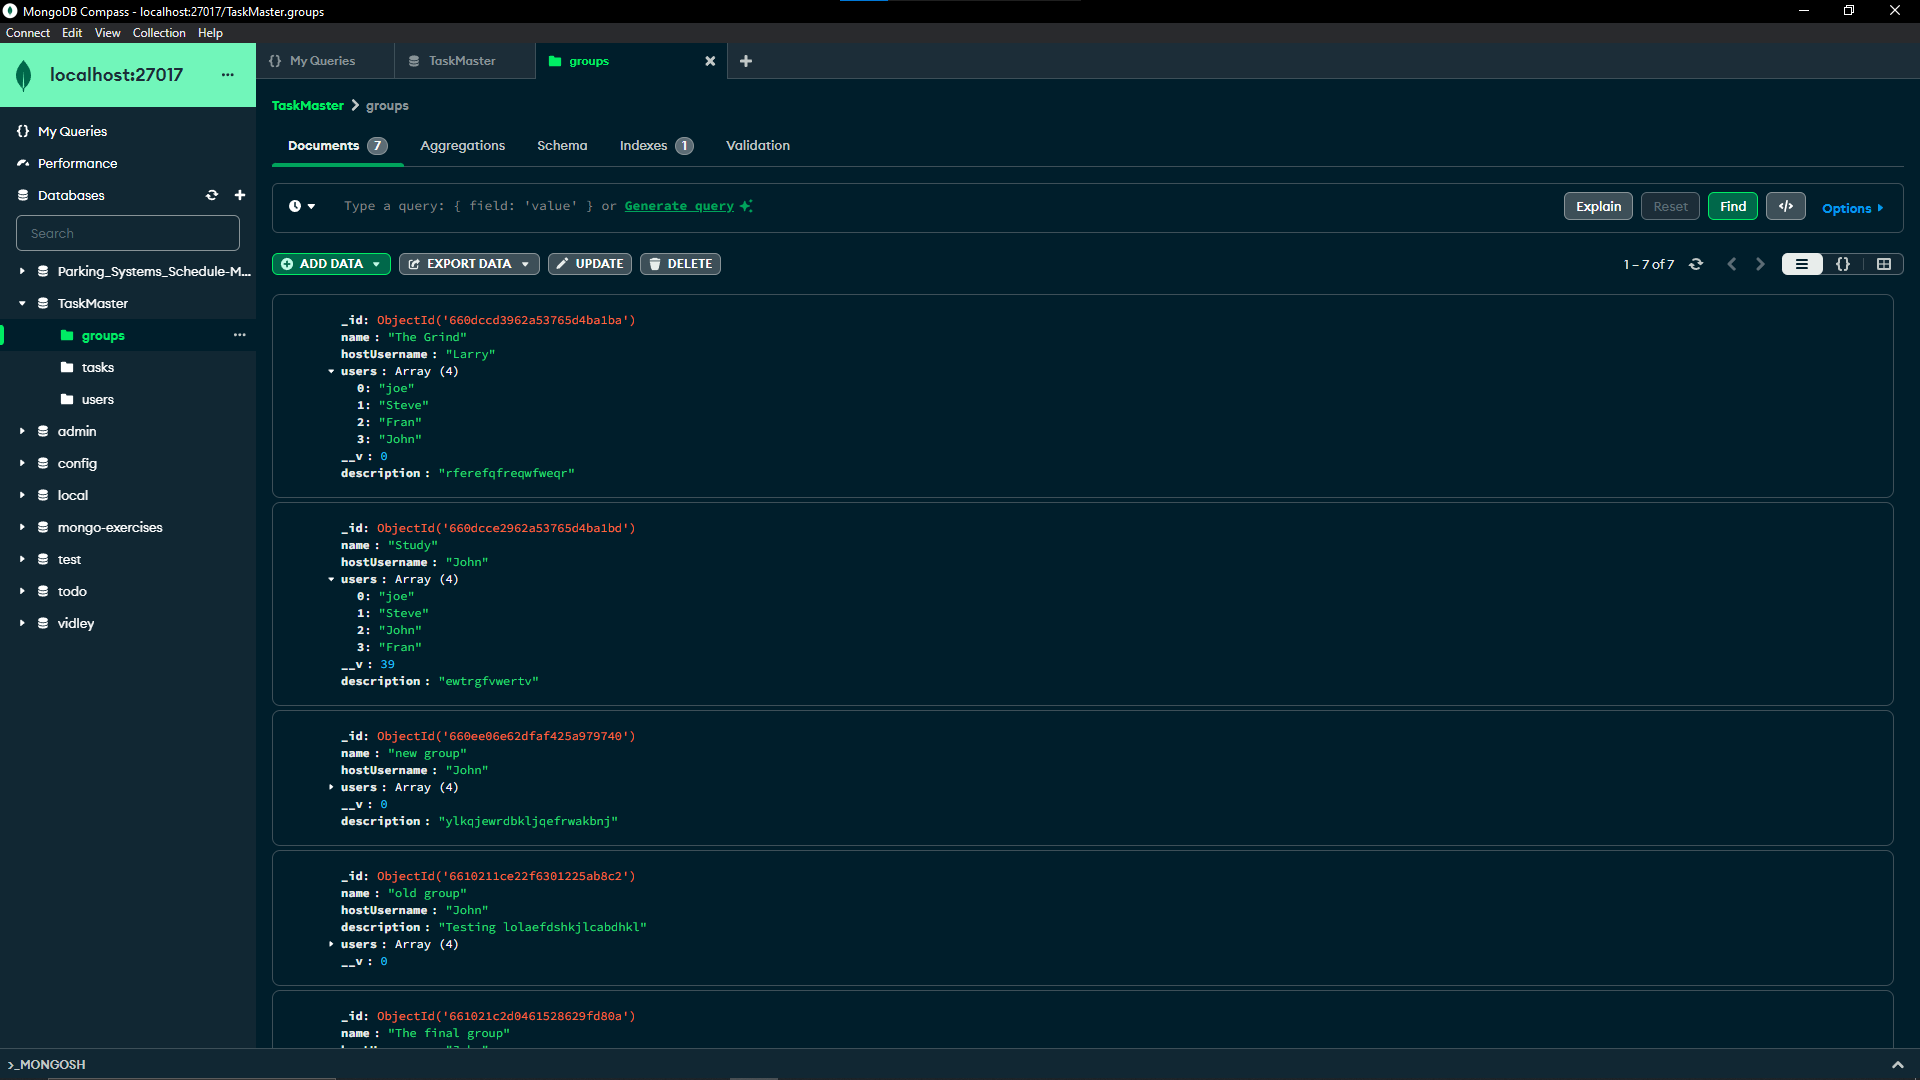 MongoDB Compass - localhost:27017/TaskMaster.groups
Connect Edit View Collection Help
localhost:27017 ...
My Queries
Performance
Databases
Search
Parking_Systems_Schedule-M...
TaskMaster
groups ...
tasks
users
admin
config
local
mongo-exercises
test
todo
vidley
{} My Queries TaskMaster groups
TaskMaster > groups
Documents 7 Aggregations Schema Indexes 1 Validation
Type a query: { field: 'value' } or Generate query
Explain Reset Find </> Options
ADD DATA EXPORT DATA UPDATE DELETE
1 – 7 of 7 {}
_id: ObjectId('660dccd3962a53765d4ba1ba')
name : "The Grind"
hostUsername : "Larry"
users : Array (4)
0: "joe"
1: "Steve"
2: "Fran"
3: "John"
__v : 0
description : "rferefqfreqwfweqr"
_id: ObjectId('660dcce2962a53765d4ba1bd')
name : "Study"
hostUsername : "John"
users : Array (4)
0: "joe"
1: "Steve"
2: "John"
3: "Fran"
__v : 39
description : "ewtrgfvwertv"
_id: ObjectId('660ee06e62dfaf425a979740')
name : "new group"
hostUsername : "John"
users : Array (4)
__v : 0
description : "ylkqjewrdbkljqefrwakbnj"
_id: ObjectId('6610211ce22f6301225ab8c2')
name : "old group"
hostUsername : "John"
description : "Testing lolaefdshkjlcabdhkl"
users : Array (4)
__v : 0
_id: ObjectId('661021c2d0461528629fd80a')
name : "The final group"
>_MONGOSH